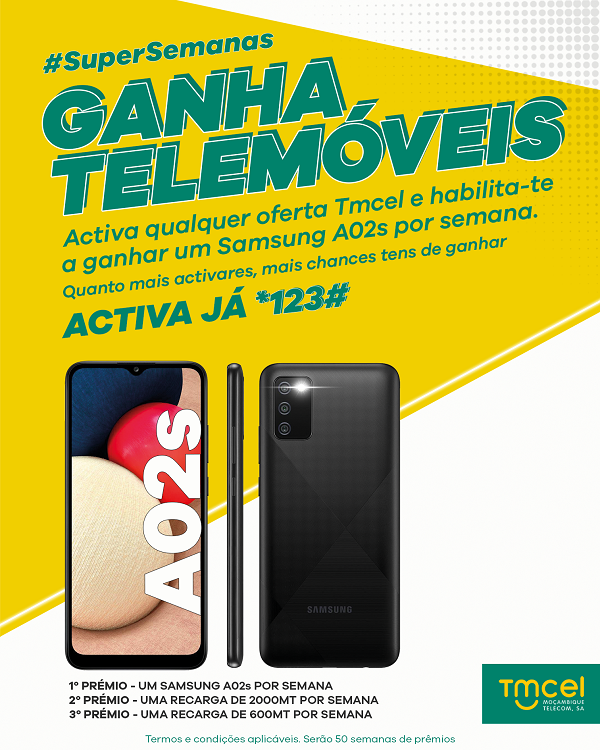 #SuperSemanas
GANHA
TELEMÓVEIS
Activa qualquer oferta Tmcel e habilita-te
a ganhar um Samsung A02s por semana.
Quanto mais activares, mais chances tens de ganhar
ACTIVA JÁ *123#
A02s
SAMSUNG
1º PRÉMIO - UM SAMSUNG A02s POR SEMANA
2º PRÉMIO - UMA RECARGA DE 2000MT POR SEMANA
3º PRÉMIO - UMA RECARGA DE 600MT POR SEMANA
Tmcel
MOÇAMBIQUE
TELECOM, SA
Termos e condições aplicáveis. Serão 50 semanas de prémios